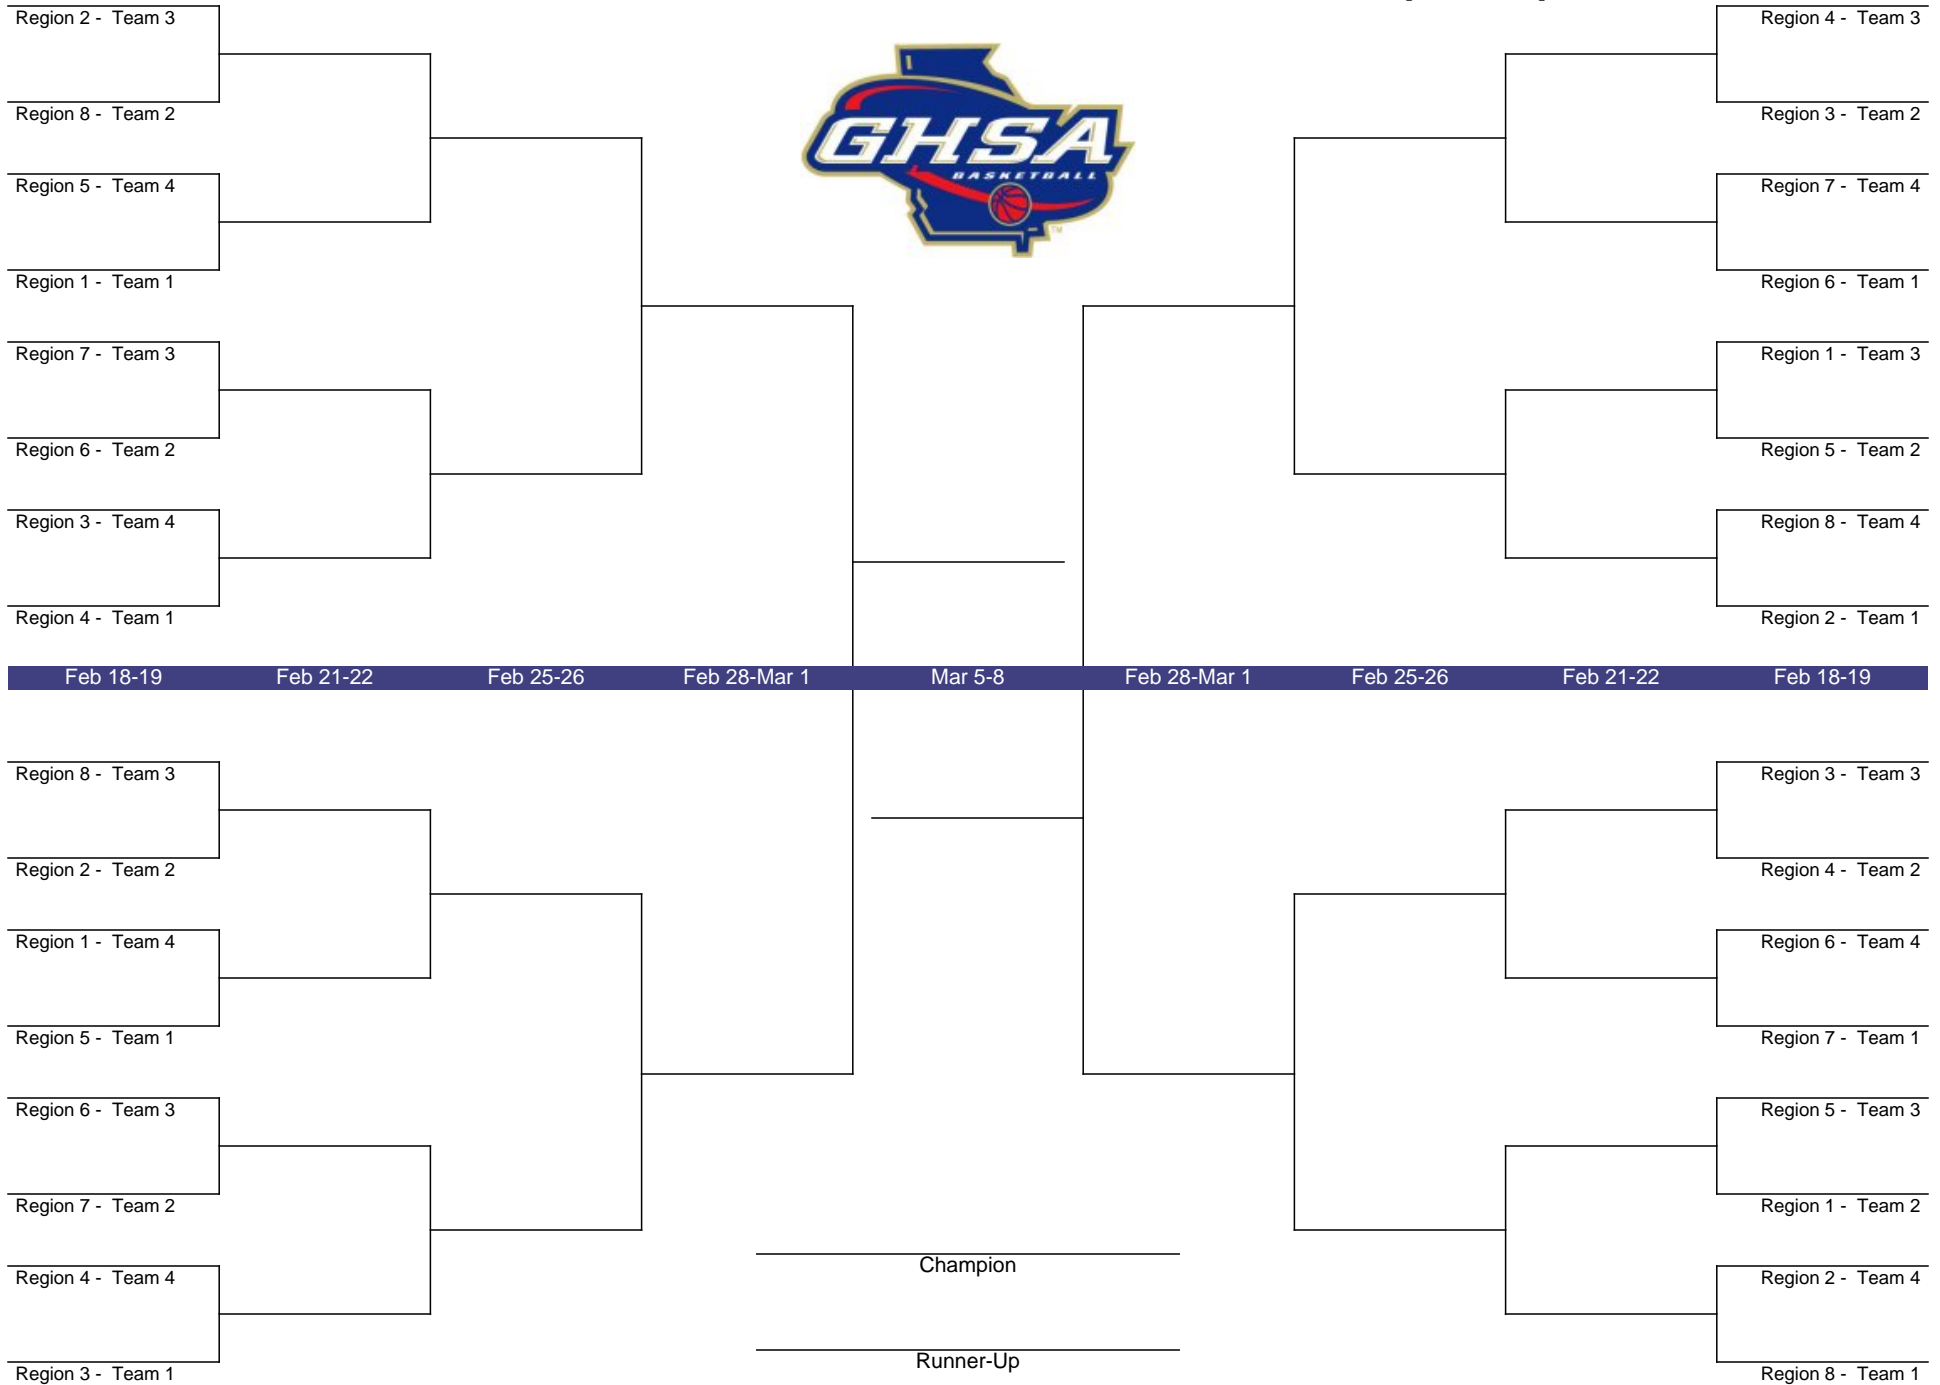 Region 2 - Team 3
Region 8 - Team 2
Region 5 - Team 4
Region 1 - Team 1
Region 7 - Team 3
Region 6 - Team 2
Region 3 - Team 4
Region 4 - Team 1
GHSA
BASKETBALL
TM
Region 4 - Team 3
Region 3 - Team 2
Region 7 - Team 4
Region 6 - Team 1
Region 1 - Team 3
Region 5 - Team 2
Region 8 - Team 4
Region 2 - Team 1
Feb 18-19 Feb 21-22 Feb 25-26 Feb 28-Mar 1 Mar 5-8 Feb 28-Mar 1 Feb 25-26 Feb 21-22 Feb 18-19
Region 8 - Team 3
Region 2 - Team 2
Region 1 - Team 4
Region 5 - Team 1
Region 6 - Team 3
Region 7 - Team 2
Region 4 - Team 4
Region 3 - Team 1
Champion
Runner-Up
Region 3 - Team 3
Region 4 - Team 2
Region 6 - Team 4
Region 7 - Team 1
Region 5 - Team 3
Region 1 - Team 2
Region 2 - Team 4
Region 8 - Team 1